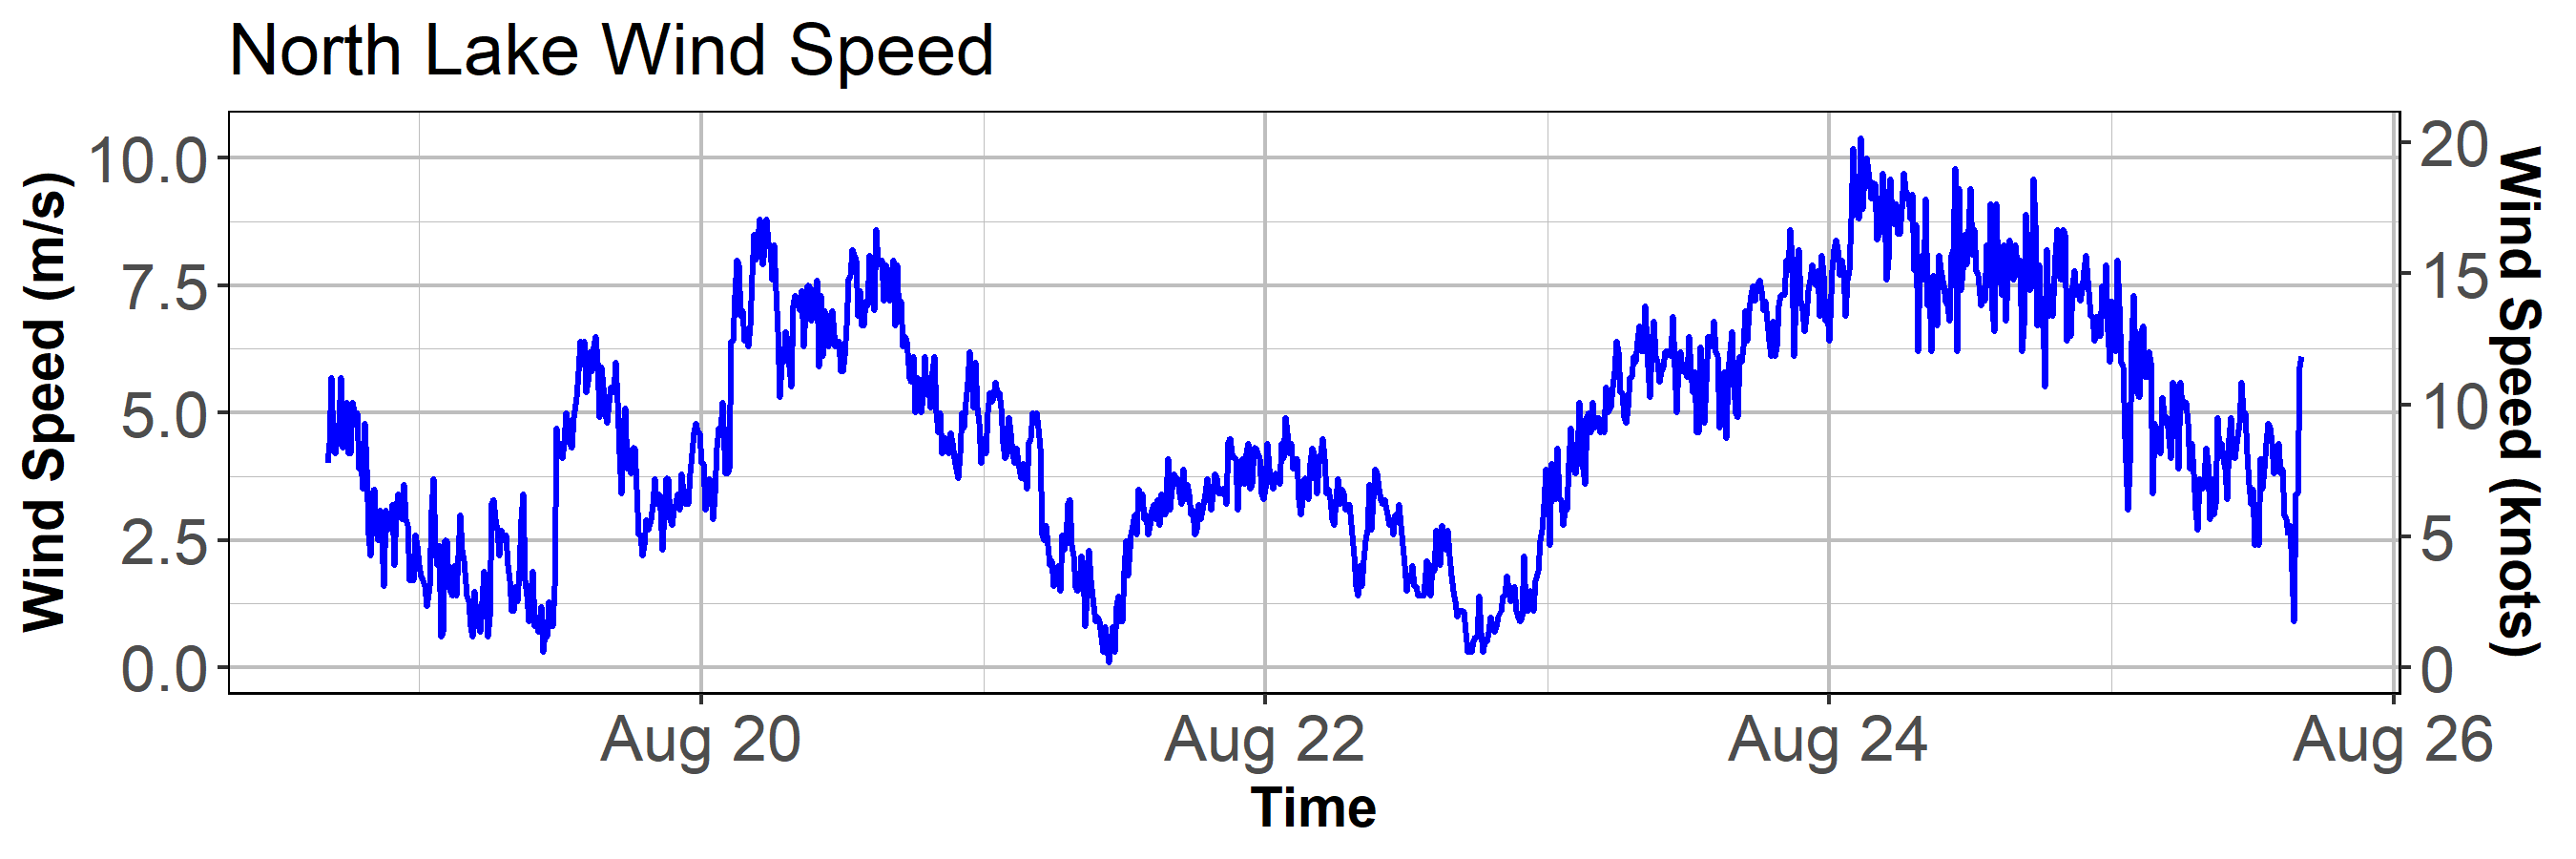 North Lake Wind Speed
Wind Speed (m/s)
10.0
7.5
5.0
2.5
0.0
20
15
10
5
0
Wind Speed (knots)
Aug 20
Aug 22
Aug 24
Aug 26
Time